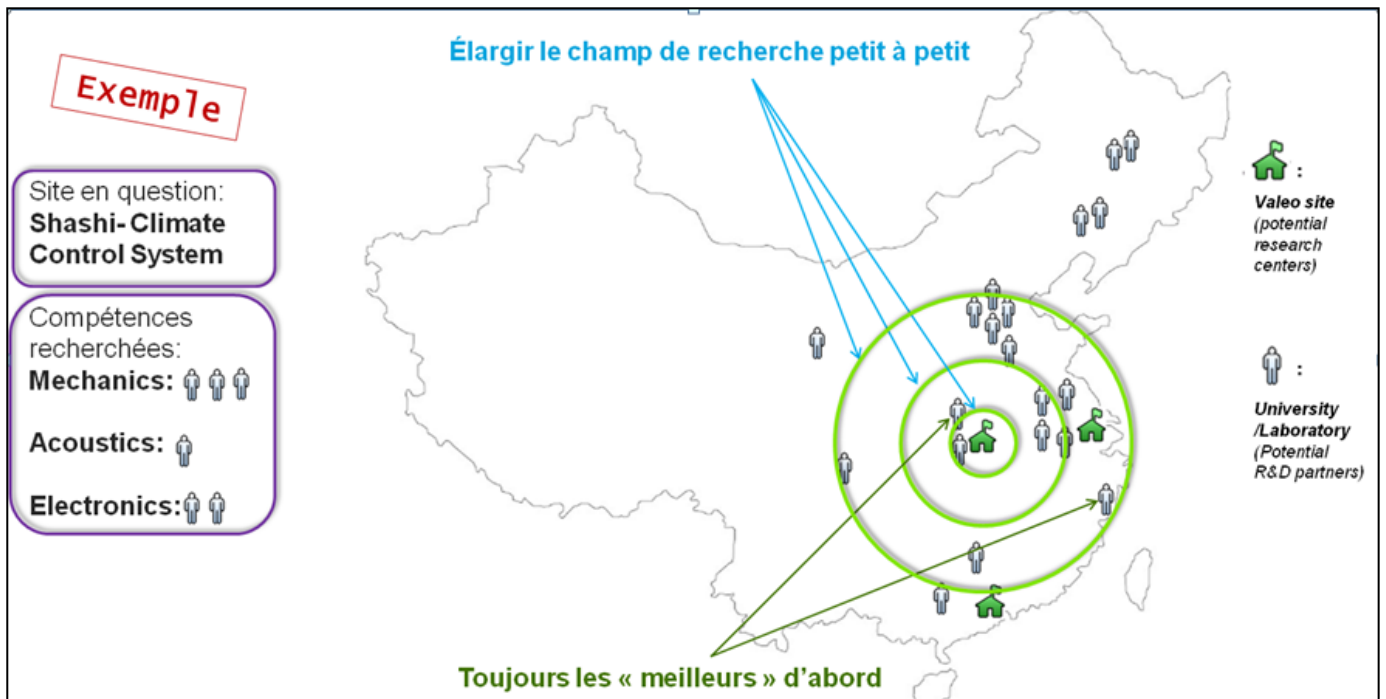 Élargir le champ de recherche petit à petit
Exemple
Site en question:
Shashi- Climate
Control System
Compétences
recherchées:
Mechanics:
Acoustics:
Electronics:
:
Valeo site
(potential
research
centers)
:
University
/Laboratory
(Potential
R&D partners)
Toujours les « meilleurs » d'abord